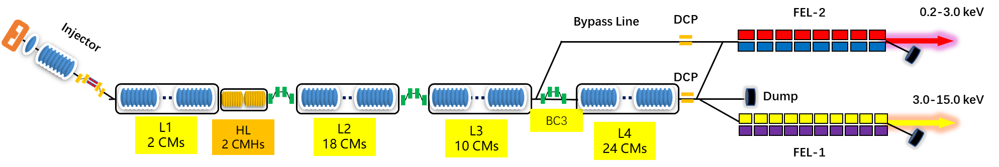 Injector
L1
2 CMs
HL
2 CMHs
L2
18 CMs
L3
10 CMs
BC3
L4
24 CMs
Bypass Line
DCP
DCP
FEL-2
0.2-3.0 keV
Dump
3.0-15.0 keV
FEL-1